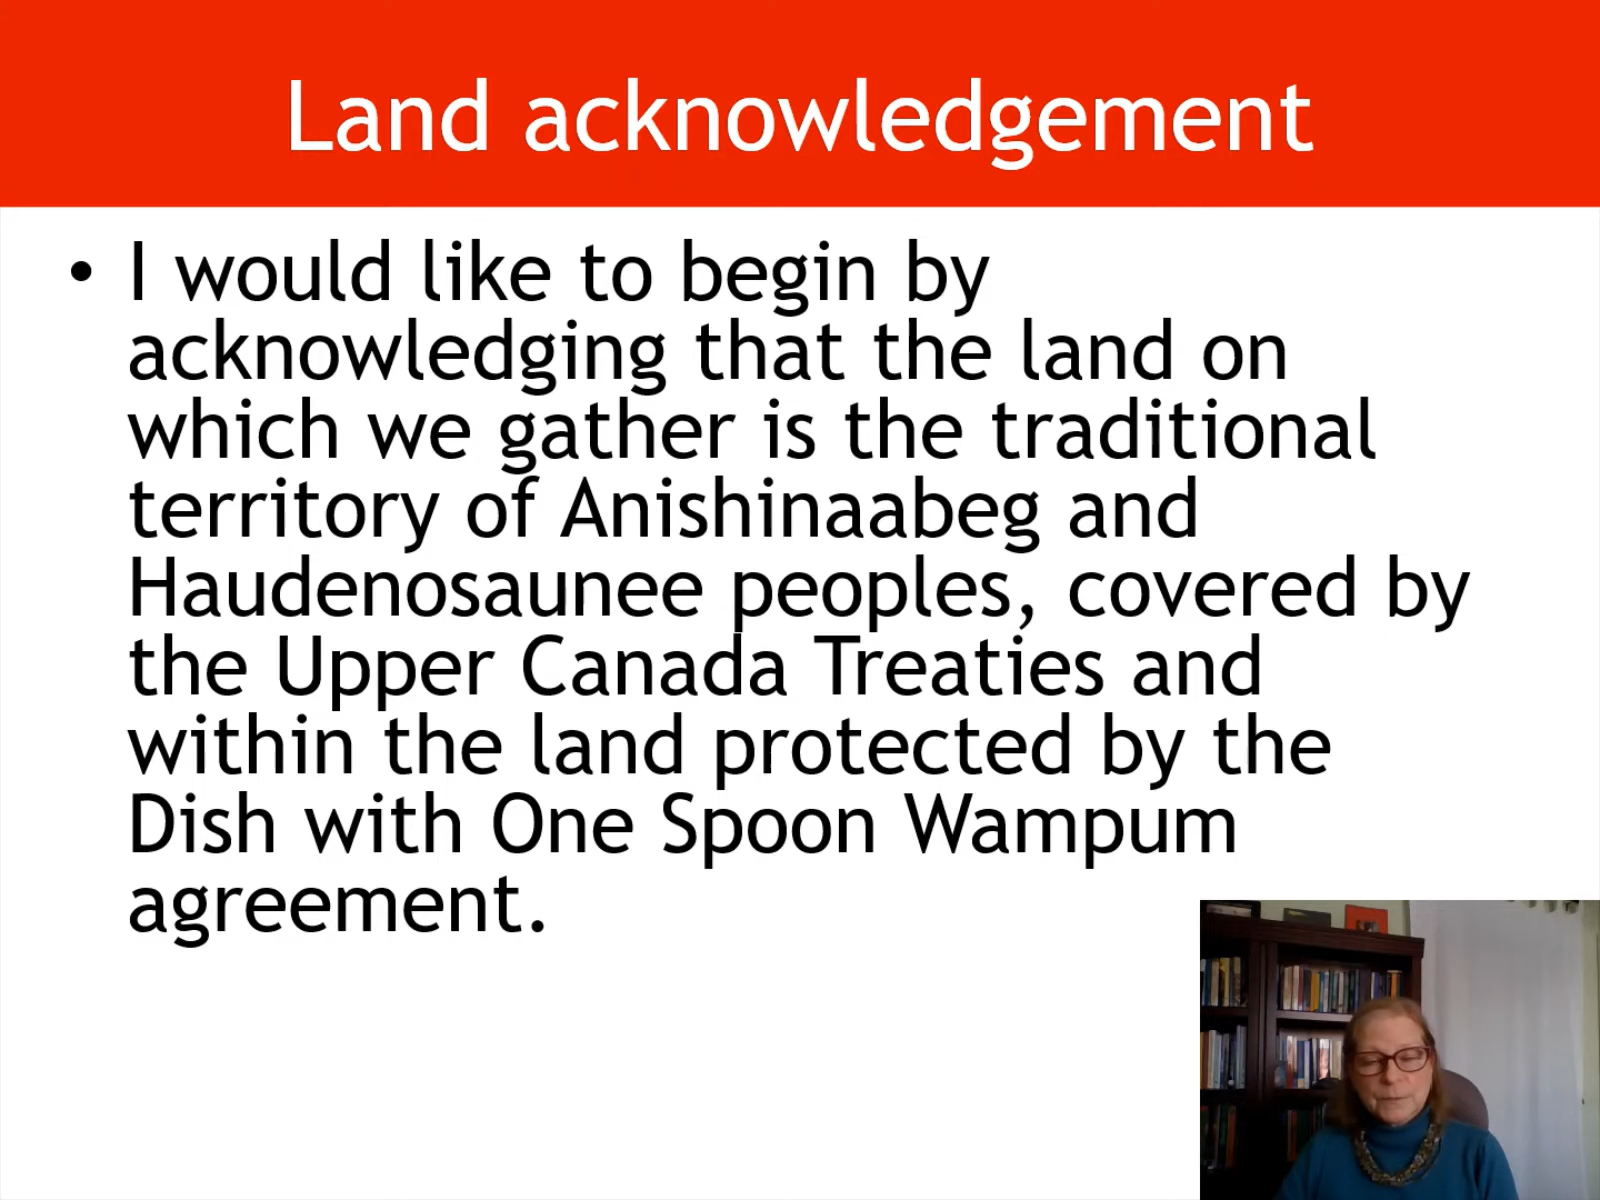 Land acknowledgement
• I would like to begin by
acknowledging that the land on
which we gather is the traditional
territory of Anishinaabeg and
Haudenosaunee peoples, covered by
the Upper Canada Treaties and
within the land protected by the
Dish with One Spoon Wampum
agreement.